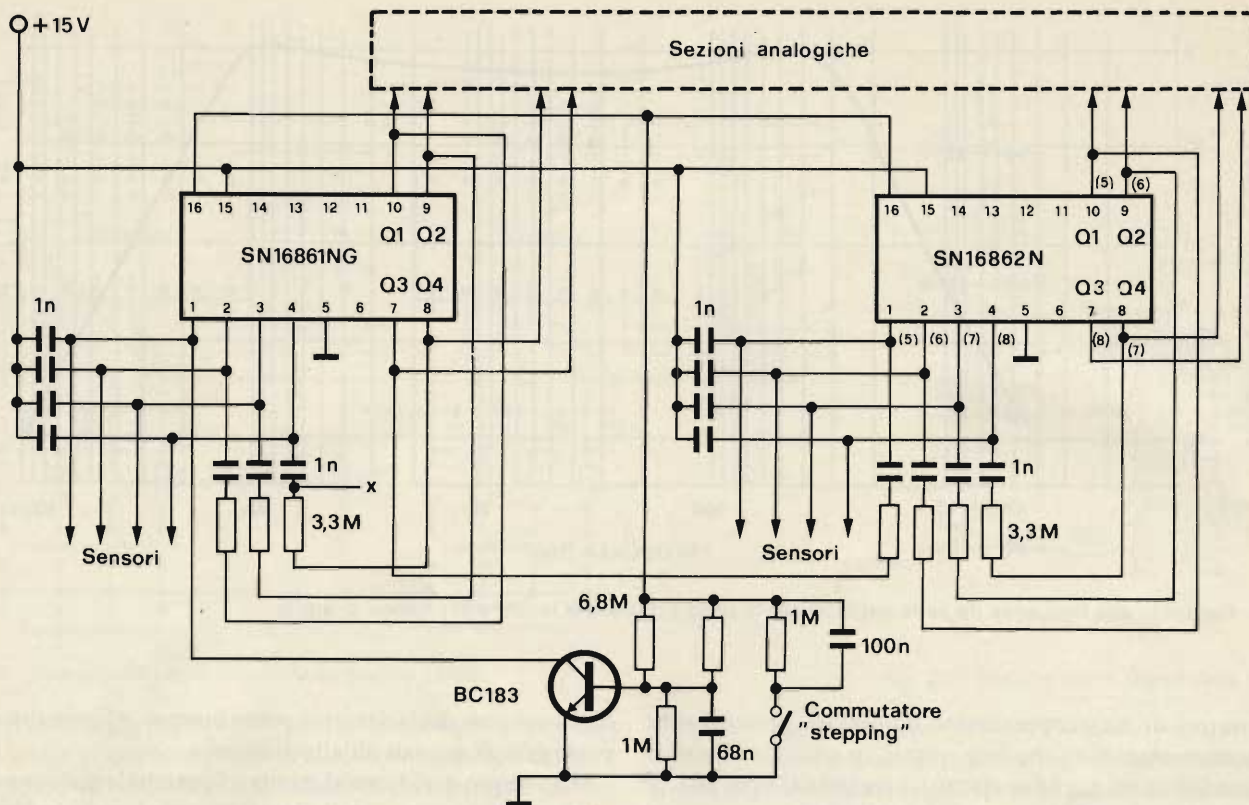 +15V
Sezioni analogiche
16 15 14 13 12 11 10 9
Q1 Q2
SN16861NG
Q3 Q4
1 2 3 4 5 6 7 8
(5) (6)
16 15 14 13 12 11 10 9
Q1 Q2
SN16862N
Q3 Q4
1 2 3 4 5 6 7 8
(5) (6) (7) (8) (8) (7)
1n
1n
1n
x
3,3M
Sensori
1n
3,3M
Sensori
6,8M
1M
100n
BC183
1M
68n
Commutatore
"stepping"